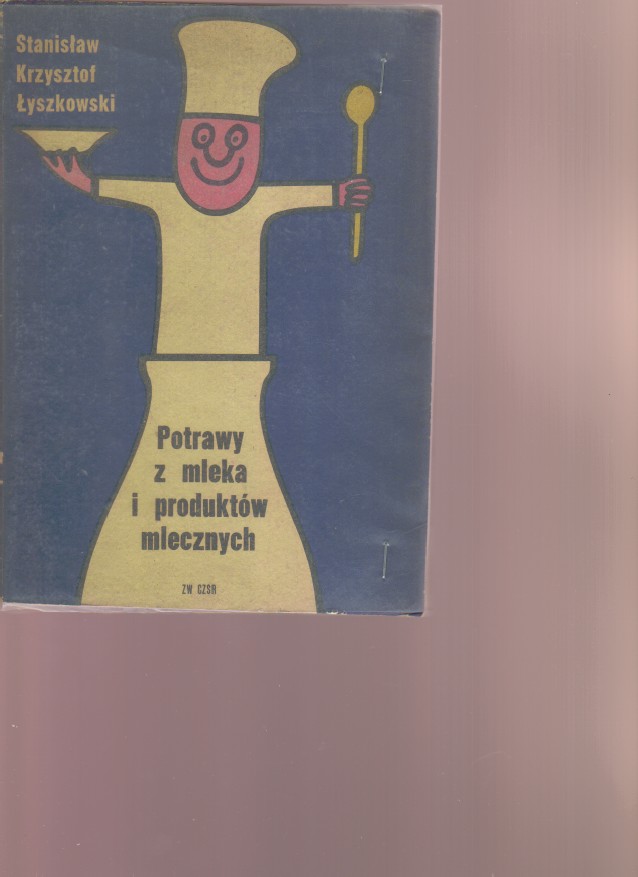 Stanisław
Krzysztof
Łyszkowski
Potrawy
z mleka
i produktów
mlecznych
ZW CZSR